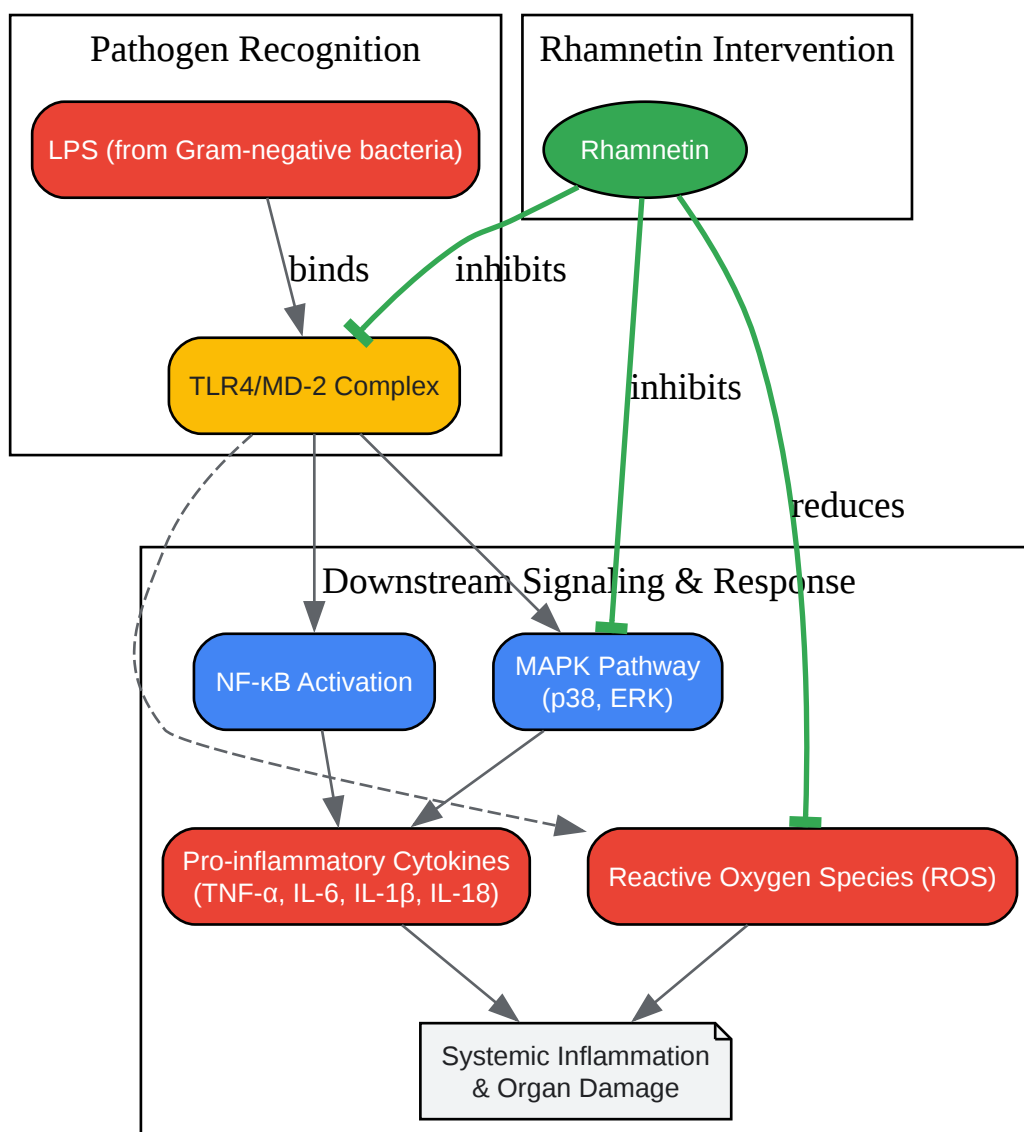 Pathogen Recognition
Rhamnetin Intervention
LPS (from Gram-negative bacteria)
Rhamnetin
binds
inhibits
TLR4/MD-2 Complex
inhibits
reduces
Downstream Signaling & Response
NF-κB Activation
MAPK Pathway
(p38, ERK)
Pro-inflammatory Cytokines
(TNF-α, IL-6, IL-1β, IL-18)
Reactive Oxygen Species (ROS)
Systemic Inflammation
& Organ Damage